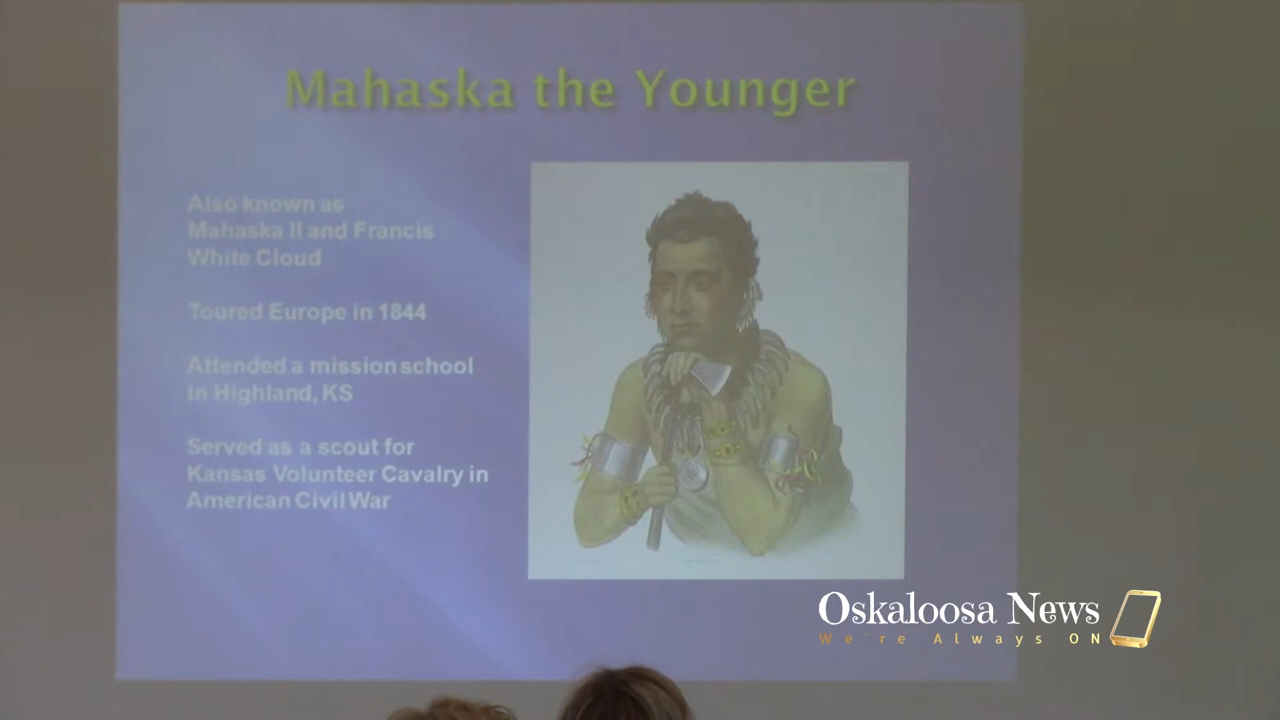 Mahaska the Younger
Also known as
Mahaska II and Francis
White Cloud
Toured Europe in 1844
Attended a mission school
in Highland, KS
Served as a scout for
Kansas Volunteer Cavalry in
American Civil War
Oskaloosa News
We're Always ON